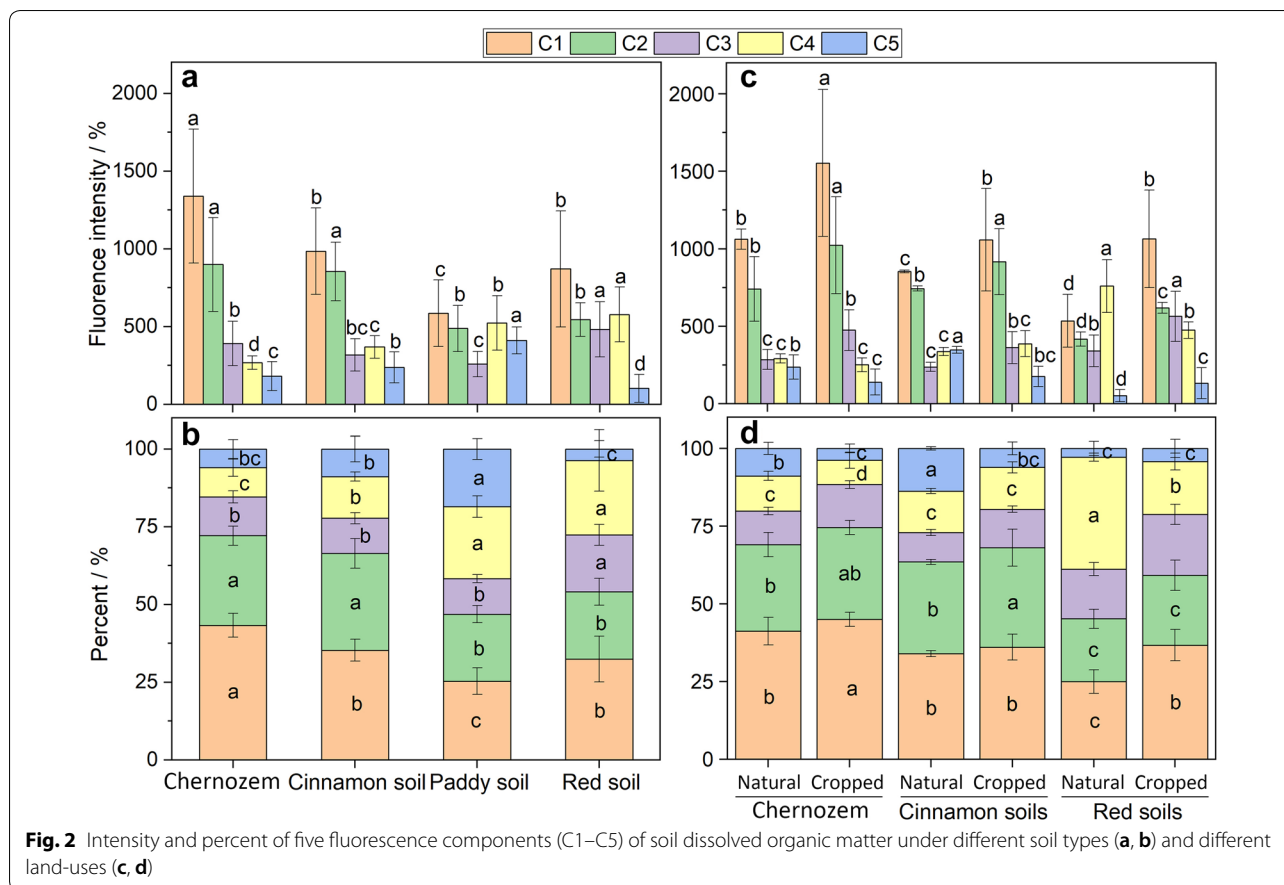 C1 C2 C3 C4 C5
a
Fluorence intensity / %
2000
1500
1000
500
0
a a b d c
b a bc c b
c b c a a
b b a a d
c
2000
1500
1000
500
0
b b c c b
a a b c c
c b d c a
b a b b bc
d d b a d
b c a b c
b
Percent / %
100
75
50
25
0
bc c b a a
b b b a b
a a b b c
c a a b b
Chernozem Cinnamon soil Paddy soil Red soil
d
100
75
50
25
0
b c b b
c d ab a
a c b b
bc c a b
c a c c
c b c b
Natural Cropped Natural Cropped Natural Cropped
Chernozem Cinnamon soils Red soils
Fig. 2 Intensity and percent of five fluorescence components (C1–C5) of soil dissolved organic matter under different soil types (a, b) and different
land-uses (c, d)